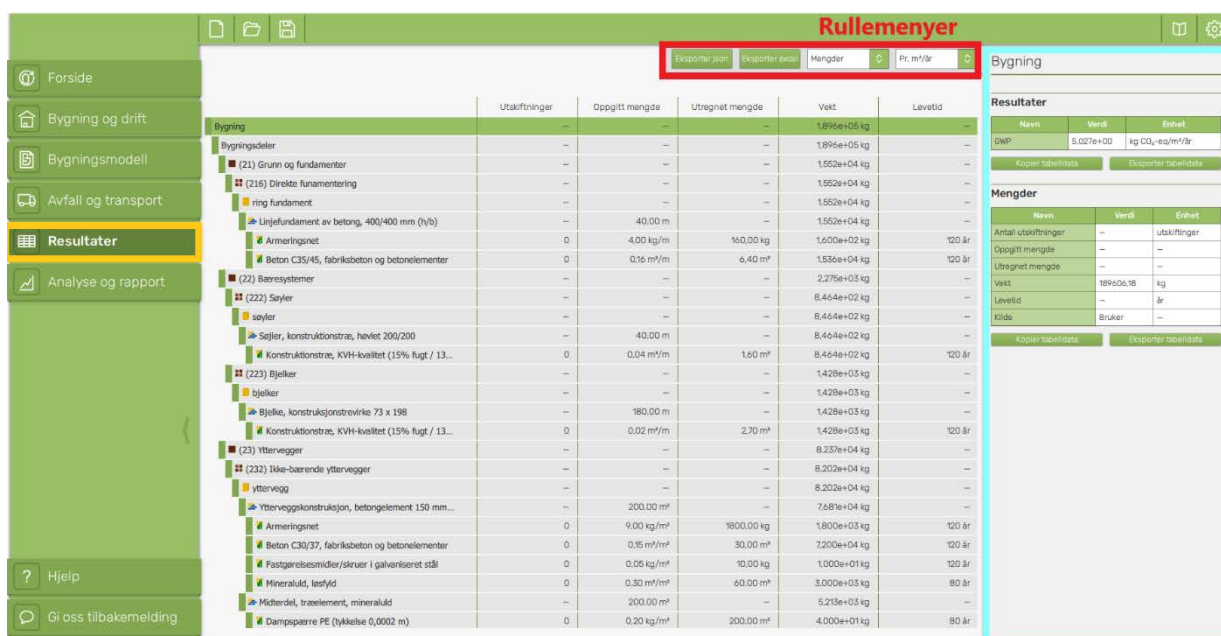 Rullemenyer
Forside
Bygning og drift
Bygningsmodell
Avfall og transport
Resultater
Analyse og rapport
Hjelp
Gi oss tilbakemelding
Eksporter json Eksporter excel Mengder Pr. m²/år
Utskiftninger Oppgitt mengde Utregnet mengde Vekt Levetid
Bygning — — — 1,896e+05 kg —
Bygningsdeler — — — 1,896e+05 kg —
(21) Grunn og fundamenter — — — 1,552e+04 kg —
(216) Direkte funamentering — — — 1,552e+04 kg —
ring fundament — — — 1,552e+04 kg —
Linjefundament av betong, 400/400 mm (h/b) — 40,00 m — 1,552e+04 kg —
Armeringsnet 0 4,00 kg/m 160,00 kg 1,600e+02 kg 120 år
Beton C35/45, fabriksbeton og betonelementer 0 0,16 m³/m 6,40 m³ 1,536e+04 kg 120 år
(22) Bæresystemer — — — 2,275e+03 kg —
(222) Søyler — — — 8,464e+02 kg —
søyler — — — 8,464e+02 kg —
Søjler, konstruktionstræ, høvlet 200/200 — 40,00 m — 8,464e+02 kg —
Konstruktionstræ, KVH-kvalitet (15% fugt / 13... 0 0,04 m³/m 1,60 m³ 8,464e+02 kg 120 år
(223) Bjelker — — — 1,428e+03 kg —
bjelker — — — 1,428e+03 kg —
Bjelke, konstruksjonstrevirke 73 x 198 — 180,00 m — 1,428e+03 kg —
Konstruktionstræ, KVH-kvalitet (15% fugt / 13... 0 0,02 m³/m 2,70 m³ 1,428e+03 kg 120 år
(23) Yttervegger — — — 8,237e+04 kg —
(232) Ikke-bærende yttervegger — — — 8,202e+04 kg —
yttervegg — — — 8,202e+04 kg —
Ytterveggskonstruksjon, betongelement 150 mm... — 200,00 m² — 7,681e+04 kg —
Armeringsnet 0 9,00 kg/m² 1800,00 kg 1,800e+03 kg 120 år
Beton C30/37, fabriksbeton og betonelementer 0 0,15 m³/m² 30,00 m³ 7,200e+04 kg 120 år
Fastgørelsesmidler/skruer i galvaniseret stål 0 0,05 kg/m² 10,00 kg 1,000e+01 kg 120 år
Mineraluld, løsfyld 0 0,30 m³/m² 60,00 m³ 3,000e+03 kg 80 år
Midterdel, træelement, mineraluld — 200,00 m² — 5,213e+03 kg —
Dampspærre PE (tykkelse 0,0002 m) 0 0,20 kg/m² 200,00 m² 4,000e+01 kg 80 år
Bygning
Resultater
Navn Verdi Enhet
GWP 5,027e+00 kg CO₂-eq/m²/år
Kopier tabelldata Eksporter tabelldata
Mengder
Navn Verdi Enhet
Antall utskiftninger — utskiftinger
Oppgitt mengde — —
Utregnet mengde — —
Vekt 189606,18 kg
Levetid — år
Kilde Bruker —
Kopier tabelldata Eksporter tabelldata